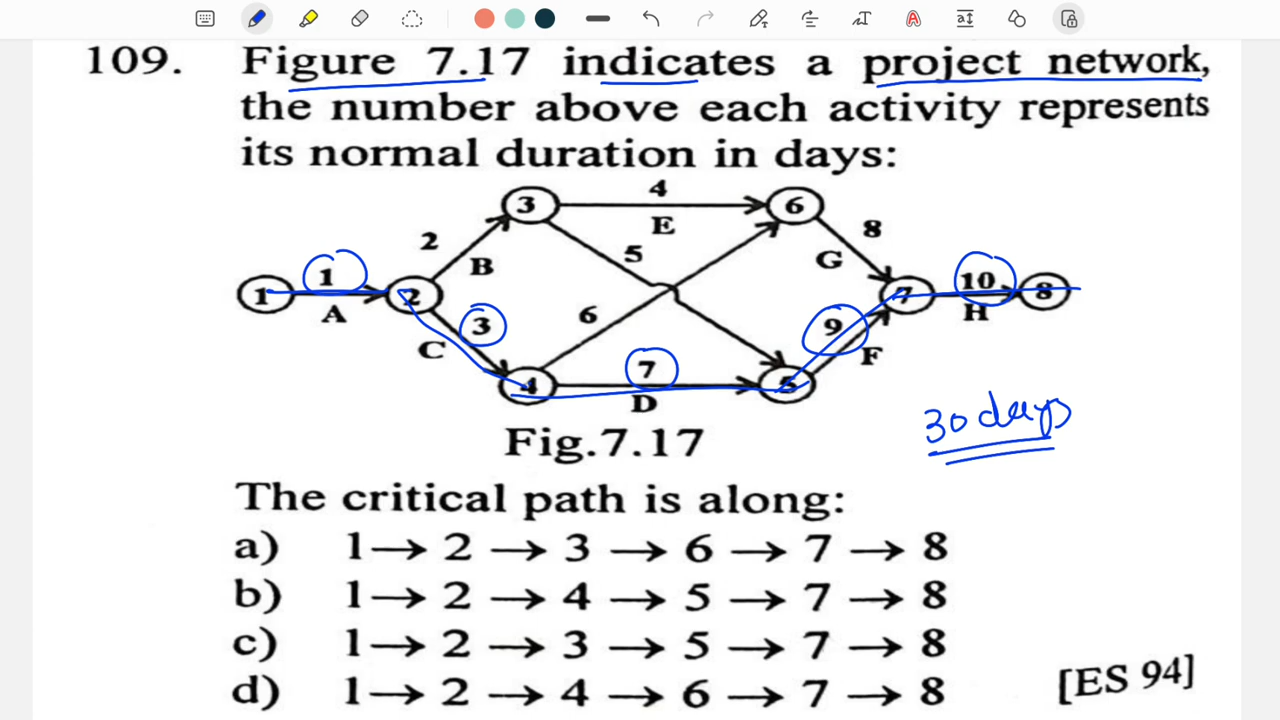 109. Figure 7.17 indicates a project network,
the number above each activity represents
its normal duration in days:
3 4 6
E
2 5 8
B G
1 1 2 7 10 8
A H
6
3 9
C F
4 7 5
D
30 days
Fig.7.17
The critical path is along:
a) 1→ 2 → 3 → 6 → 7 → 8
b) 1→ 2 → 4 → 5 → 7 → 8
c) 1→ 2 → 3 → 5 → 7 → 8
d) 1→ 2 → 4 → 6 → 7 → 8
[ES 94]